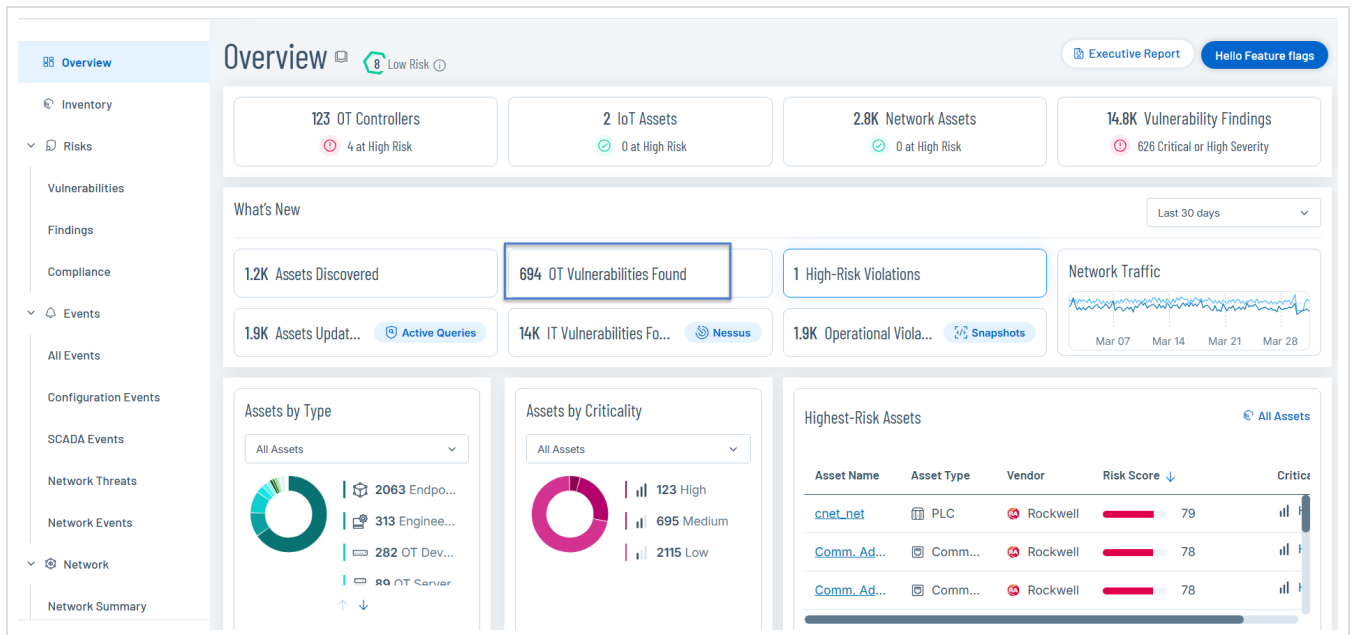 Overview
Inventory
Risks
Vulnerabilities
Findings
Compliance
Events
All Events
Configuration Events
SCADA Events
Network Threats
Network Events
Network
Network Summary
Overview 8 Low Risk
Executive Report
Hello Feature flags
123 OT Controllers
4 at High Risk
2 IoT Assets
0 at High Risk
2.8K Network Assets
0 at High Risk
14.8K Vulnerability Findings
626 Critical or High Severity
What's New
Last 30 days
1.2K Assets Discovered
694 OT Vulnerabilities Found
1 High-Risk Violations
1.9K Assets Updat... Active Queries
14K IT Vulnerabilities Fo... Nessus
1.9K Operational Viola... Snapshots
Network Traffic
Mar 07 Mar 14 Mar 21 Mar 28
Assets by Type
All Assets
2063 Endpo...
313 Enginee...
282 OT Dev...
89 OT Server
Assets by Criticality
All Assets
123 High
695 Medium
2115 Low
Highest-Risk Assets
All Assets
Asset Name Asset Type Vendor Risk Score Critica
cnet_net PLC RA Rockwell 79 H
Comm. Ad... Comm... RA Rockwell 78 H
Comm. Ad... Comm... RA Rockwell 78 H